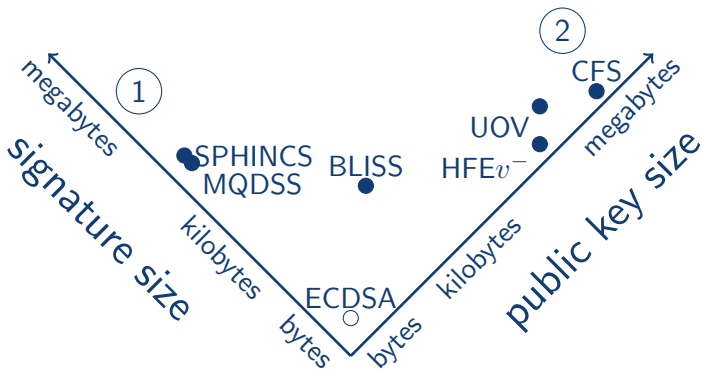 2
1
CFS
megabytes
megabytes
UOV
SPHINCS
BLISS
HFEv⁻
MQDSS
signature size
public key size
kilobytes
kilobytes
ECDSA
bytes
bytes